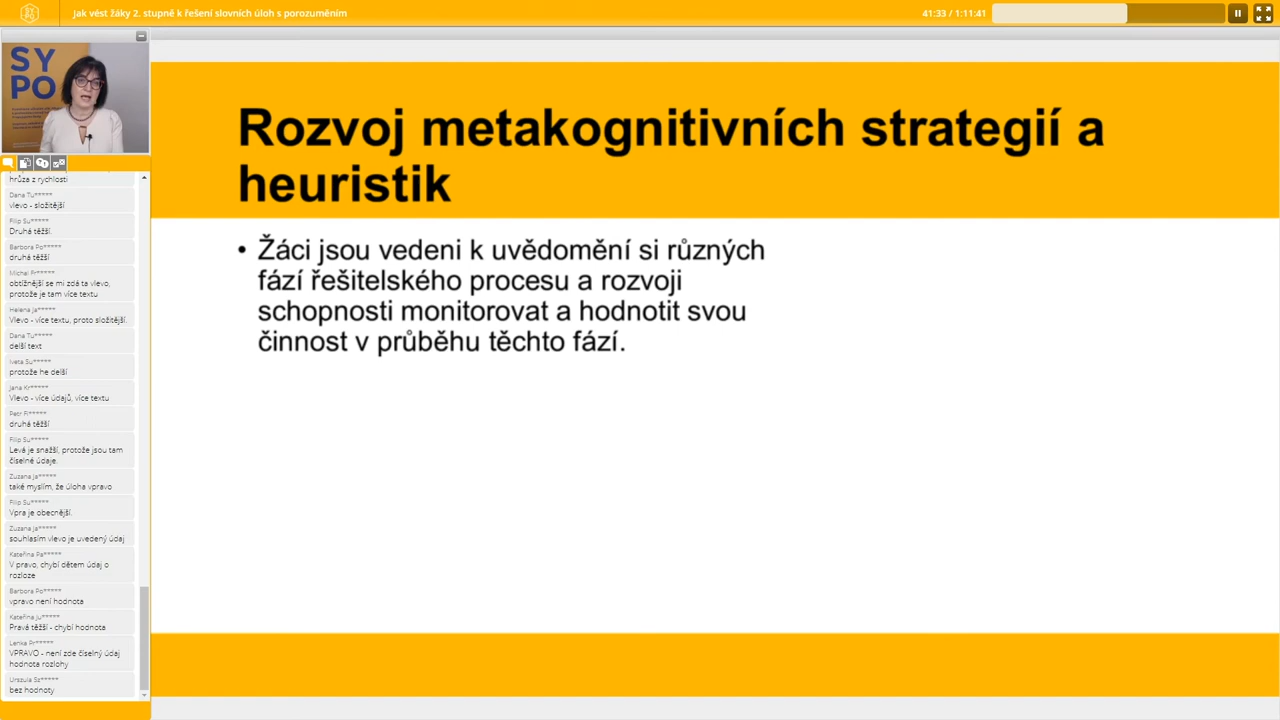 Jak vést žáky 2. stupně k řešení slovních úloh s porozuměním
41:33 / 1:11:41
SY
PO
hrůza z rychlosti
Dana Tu*****
vlevo - složitější
Filip Su*****
Druhá těžší.
Barbora Po*****
druhá těžší
Michal Fr*****
obtížnější se mi zdá ta vlevo,
protože je tam více textu
Helena Ja*****
Vlevo - více textu, proto složitější.
Dana Tu*****
delší text
Iveta Su*****
protože he delší
Jana Kr*****
Vlevo - více údajů, více textu
Petr Fi*****
druhá těžší
Filip Su*****
Levá je snažší, protože jsou tam
číselné údaje.
Zuzana Ja*****
také myslím, že úloha vpravo
Filip Su*****
Vpra je obecnější.
Zuzana Ja*****
souhlasím vlevo je uvedený údaj
Kateřina Pa*****
V pravo, chybí dětem údaj o
rozloze
Barbora Po*****
vpravo není hodnota
Kateřina Ju*****
Pravá těžší - chybí hodnota
Lenka Pr*****
VPRAVO - není zde číselný údaj
hodnota rozlohy
Urszula Sz*****
bez hodnoty
Rozvoj metakognitivních strategií a
heuristik
• Žáci jsou vedeni k uvědomění si různých
fází řešitelského procesu a rozvoji
schopnosti monitorovat a hodnotit svou
činnost v průběhu těchto fází.